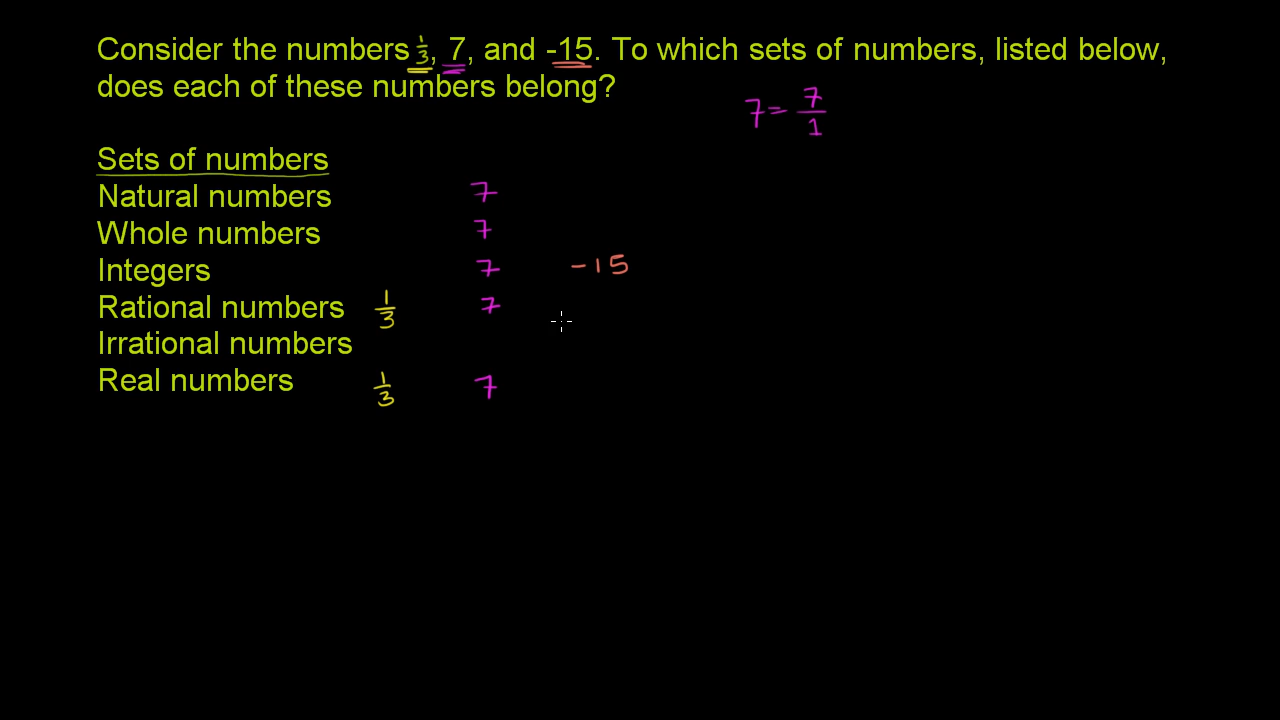 Consider the numbers 1/3, 7, and -15. To which sets of numbers, listed below,
does each of these numbers belong?
7 = 7/1
Sets of numbers
Natural numbers 7
Whole numbers 7
Integers 7 -15
Rational numbers 1/3 7
Irrational numbers
Real numbers 1/3 7